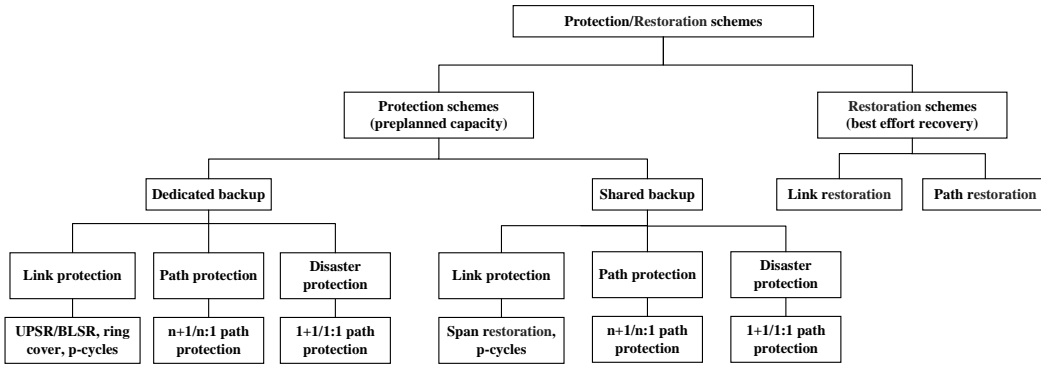 Protection/Restoration schemes
Protection schemes
(preplanned capacity)
Restoration schemes
(best effort recovery)
Dedicated backup
Shared backup
Link restoration
Path restoration
Link protection
Path protection
Disaster
protection
Link protection
Path protection
Disaster
protection
UPSR/BLSR, ring
cover, p-cycles
n+1/n:1 path
protection
1+1/1:1 path
protection
Span restoration,
p-cycles
n+1/n:1 path
protection
1+1/1:1 path
protection